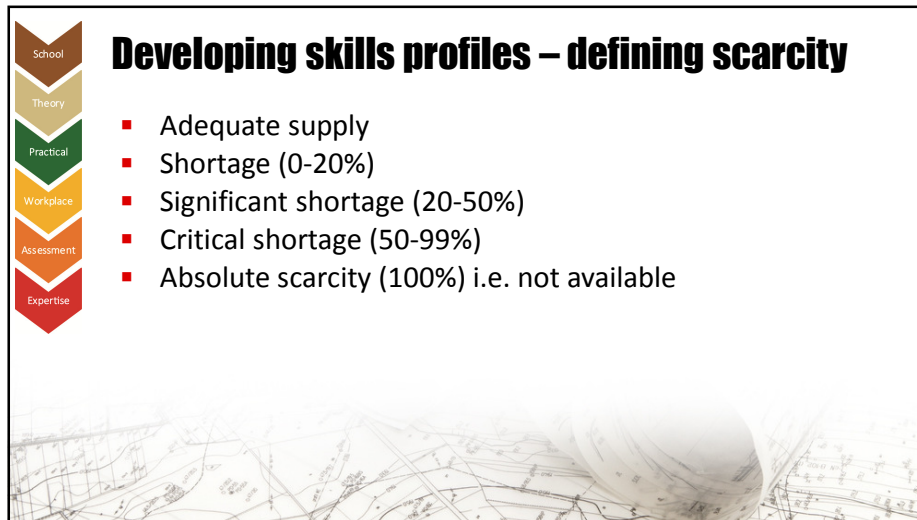 Developing skills profiles – defining scarcity
School
Theory
Practical
Workplace
Assessment
Expertise
▪ Adequate supply
▪ Shortage (0-20%)
▪ Significant shortage (20-50%)
▪ Critical shortage (50-99%)
▪ Absolute scarcity (100%) i.e. not available